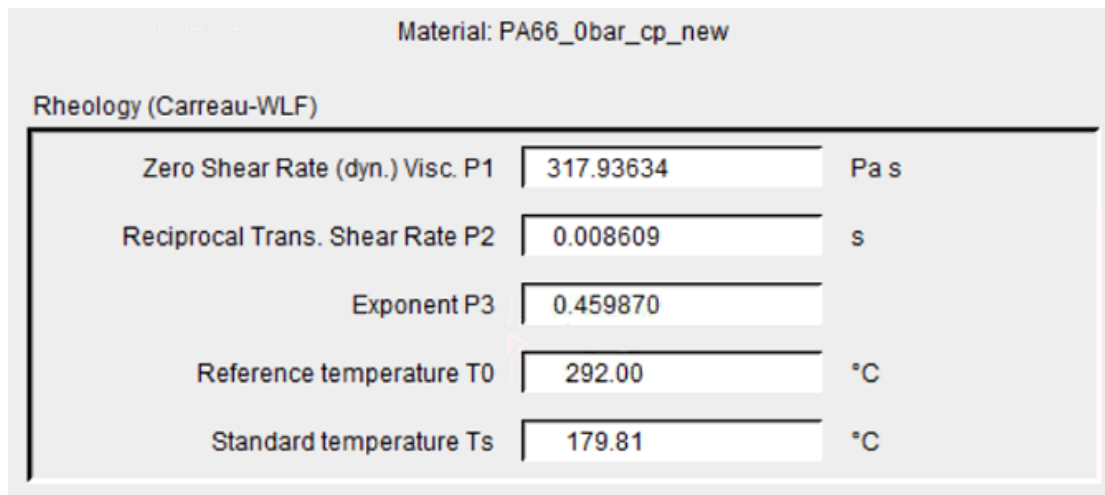 Material: PA66_0bar_cp_new
Rheology (Carreau-WLF)
Zero Shear Rate (dyn.) Visc. P1 317.93634 Pa s
Reciprocal Trans. Shear Rate P2 0.008609 s
Exponent P3 0.459870
Reference temperature T0 292.00 °C
Standard temperature Ts 179.81 °C